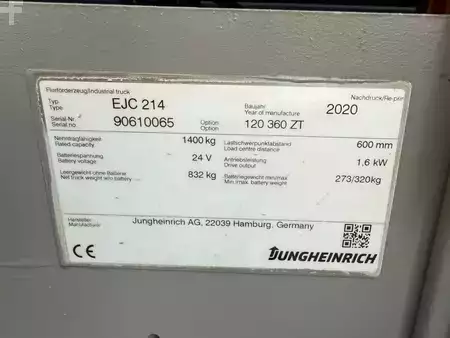 Flurförderzeug/Industrial truck Nachdruck/Re-print
Typ EJC 214 Baujahr 2020
Type Year of manufacture
Serial-Nr. 90610065 Option 120 360 ZT
Serial no Option
Nenntragfähigkeit 1400 kg Lastschwerpunktabstand 600 mm
Rated capacity Load centre distance
Batteriespannung 24 V Antriebsleistung 1,6 kW
Battery voltage Drive output
Leergewicht ohne Batterie 832 kg Batteriegewicht min/max 273/320kg
Net truck weight w/o battery Min./max. battery weight
Hersteller Jungheinrich AG, 22039 Hamburg, Germany
Manufacturer
CE JUNGHEINRICH